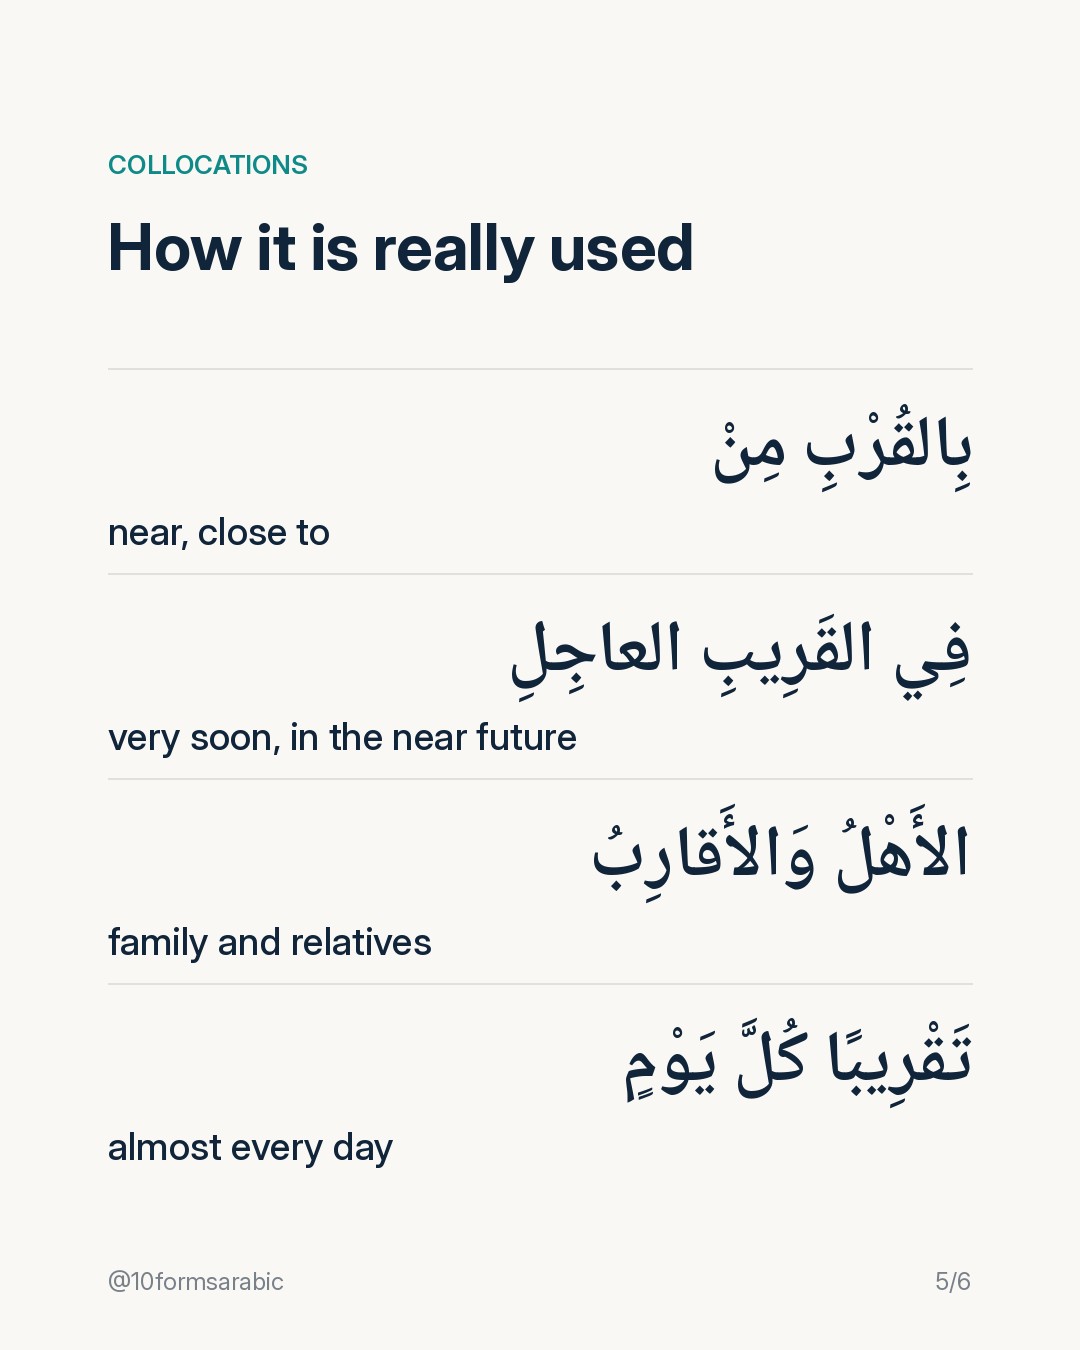 COLLOCATIONS
How it is really used
بِالقُرْبِ مِنْ
near, close to
فِي القَرِيبِ العاجِلِ
very soon, in the near future
الأَهْلُ وَالأَقارِبُ
family and relatives
تَقْرِيبًا كُلَّ يَوْمٍ
almost every day
@10formsarabic
5/6